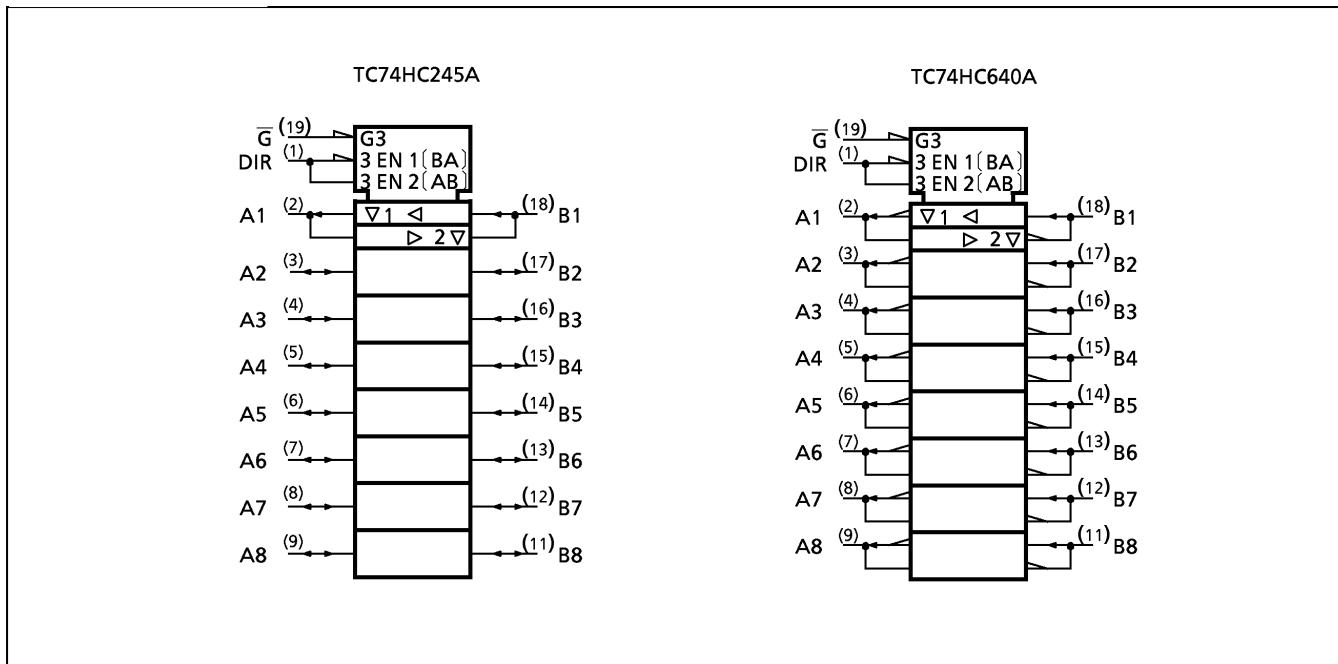 TC74HC245A
G (19)
DIR (1)
G3
3 EN 1 [BA]
3 EN 2 [AB]
A1 (2) ▽ 1 ◁ (18) B1
▷ 2 ▽
A2 (3) (17) B2
A3 (4) (16) B3
A4 (5) (15) B4
A5 (6) (14) B5
A6 (7) (13) B6
A7 (8) (12) B7
A8 (9) (11) B8
TC74HC640A
G (19)
DIR (1)
G3
3 EN 1 [BA]
3 EN 2 [AB]
A1 (2) ▽ 1 ◁ (18) B1
▷ 2 ▽
A2 (3) (17) B2
A3 (4) (16) B3
A4 (5) (15) B4
A5 (6) (14) B5
A6 (7) (13) B6
A7 (8) (12) B7
A8 (9) (11) B8